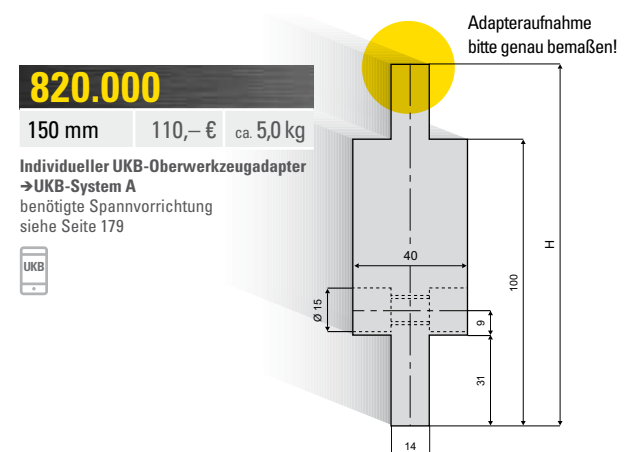 Adapteraufnahme
bitte genau bemaßen!
820.000
150 mm 110,– € ca. 5,0 kg
Individueller UKB-Oberwerkzeugadapter
➔UKB-System A
benötigte Spannvorrichtung
siehe Seite 179
UKB
40
Ø 15
9
31
100
H
14